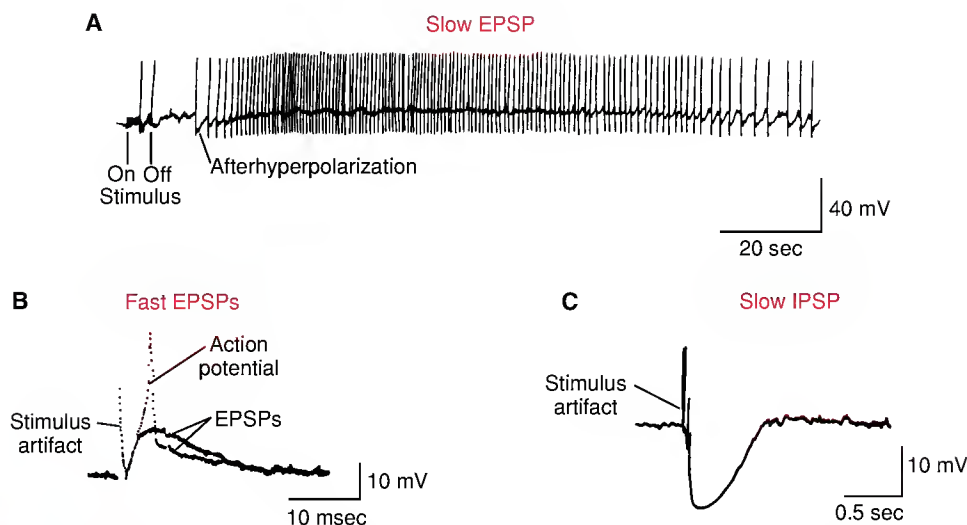 A
Slow EPSP
On Off
Stimulus
Afterhyperpolarization
40 mV
20 sec
B
Fast EPSPs
Action
potential
Stimulus
artifact
EPSPs
10 mV
10 msec
C
Slow IPSP
Stimulus
artifact
10 mV
0.5 sec